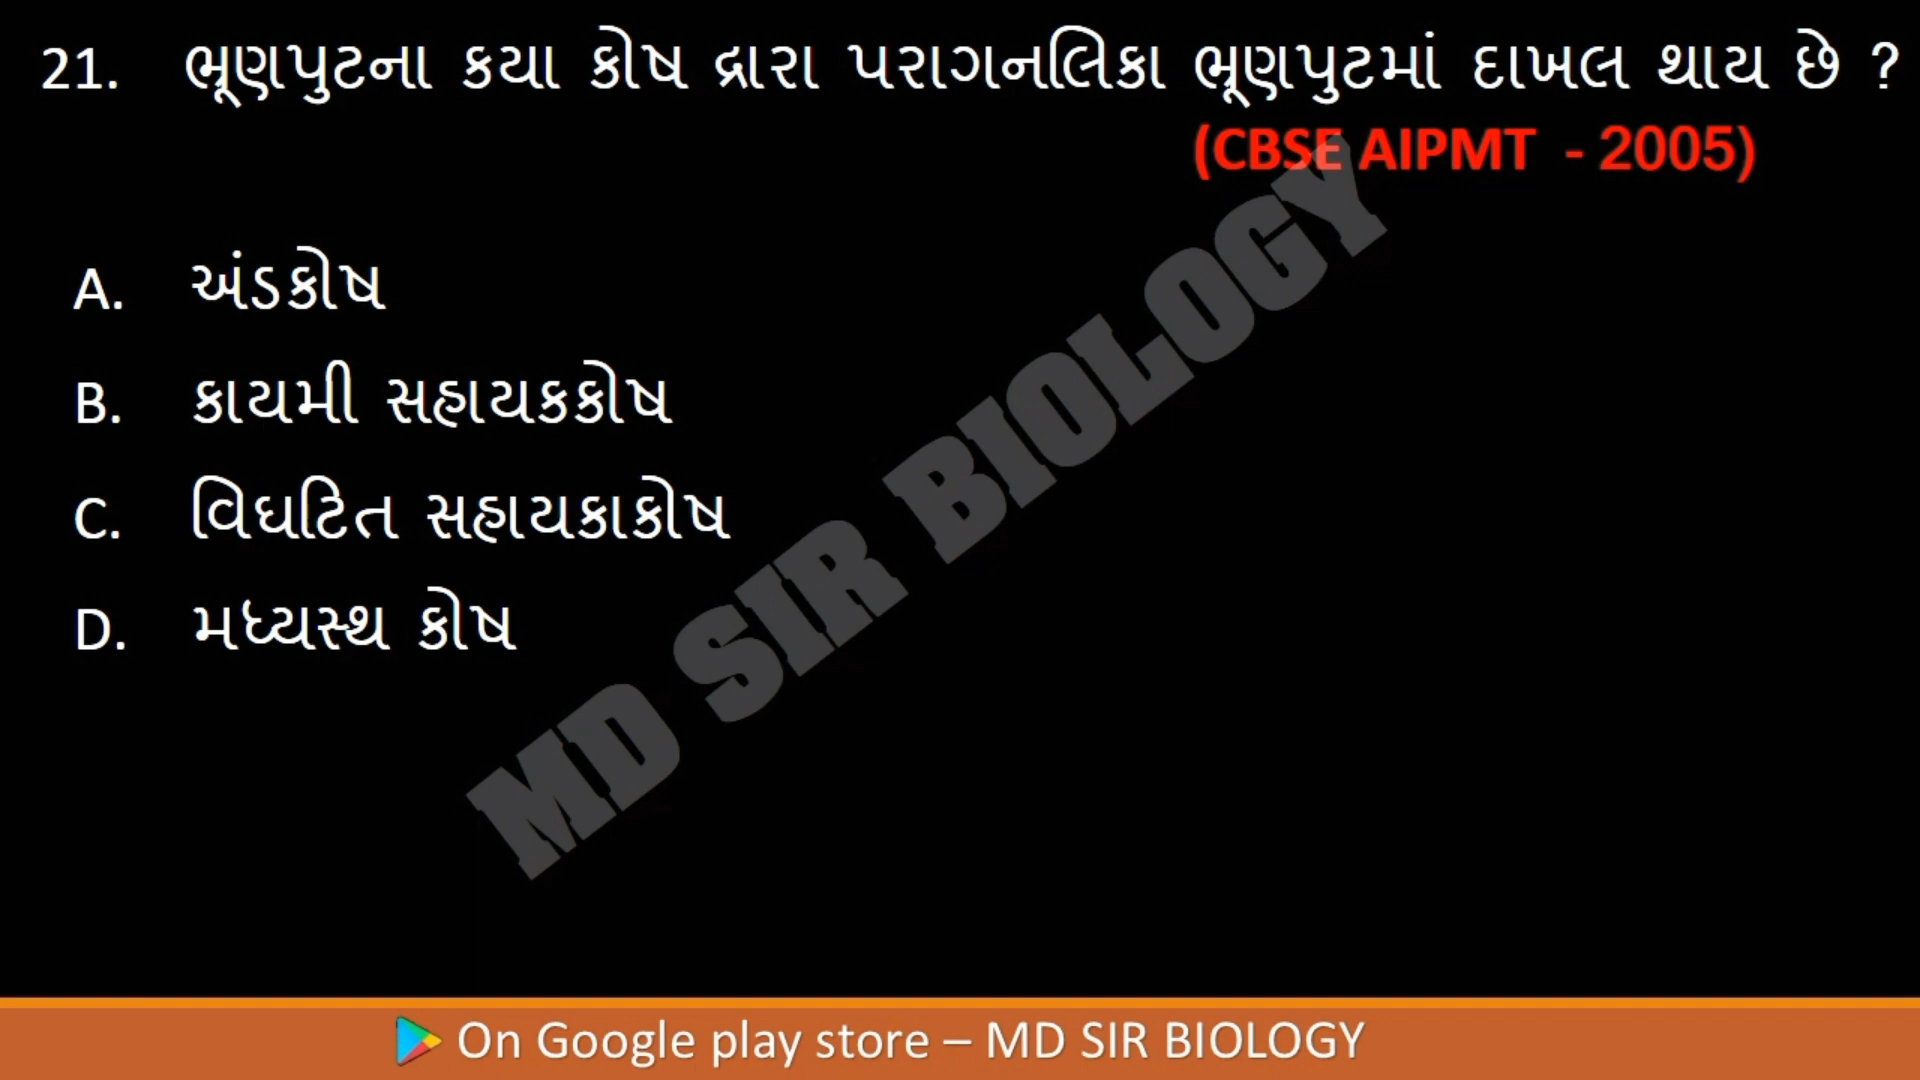 21. ભ્રૂણપુટના કયા કોષ દ્રારા પરાગનલિકા ભ્રૂણપુટમાં દાખલ થાય છે ?
(CBSE AIPMT - 2005)
A. અંડકોષ
B. કાયમી સહાયકકોષ
C. વિઘટિત સહાયકાકોષ
D. મધ્યસ્થ કોષ
MD SIR BIOLOGY
On Google play store – MD SIR BIOLOGY